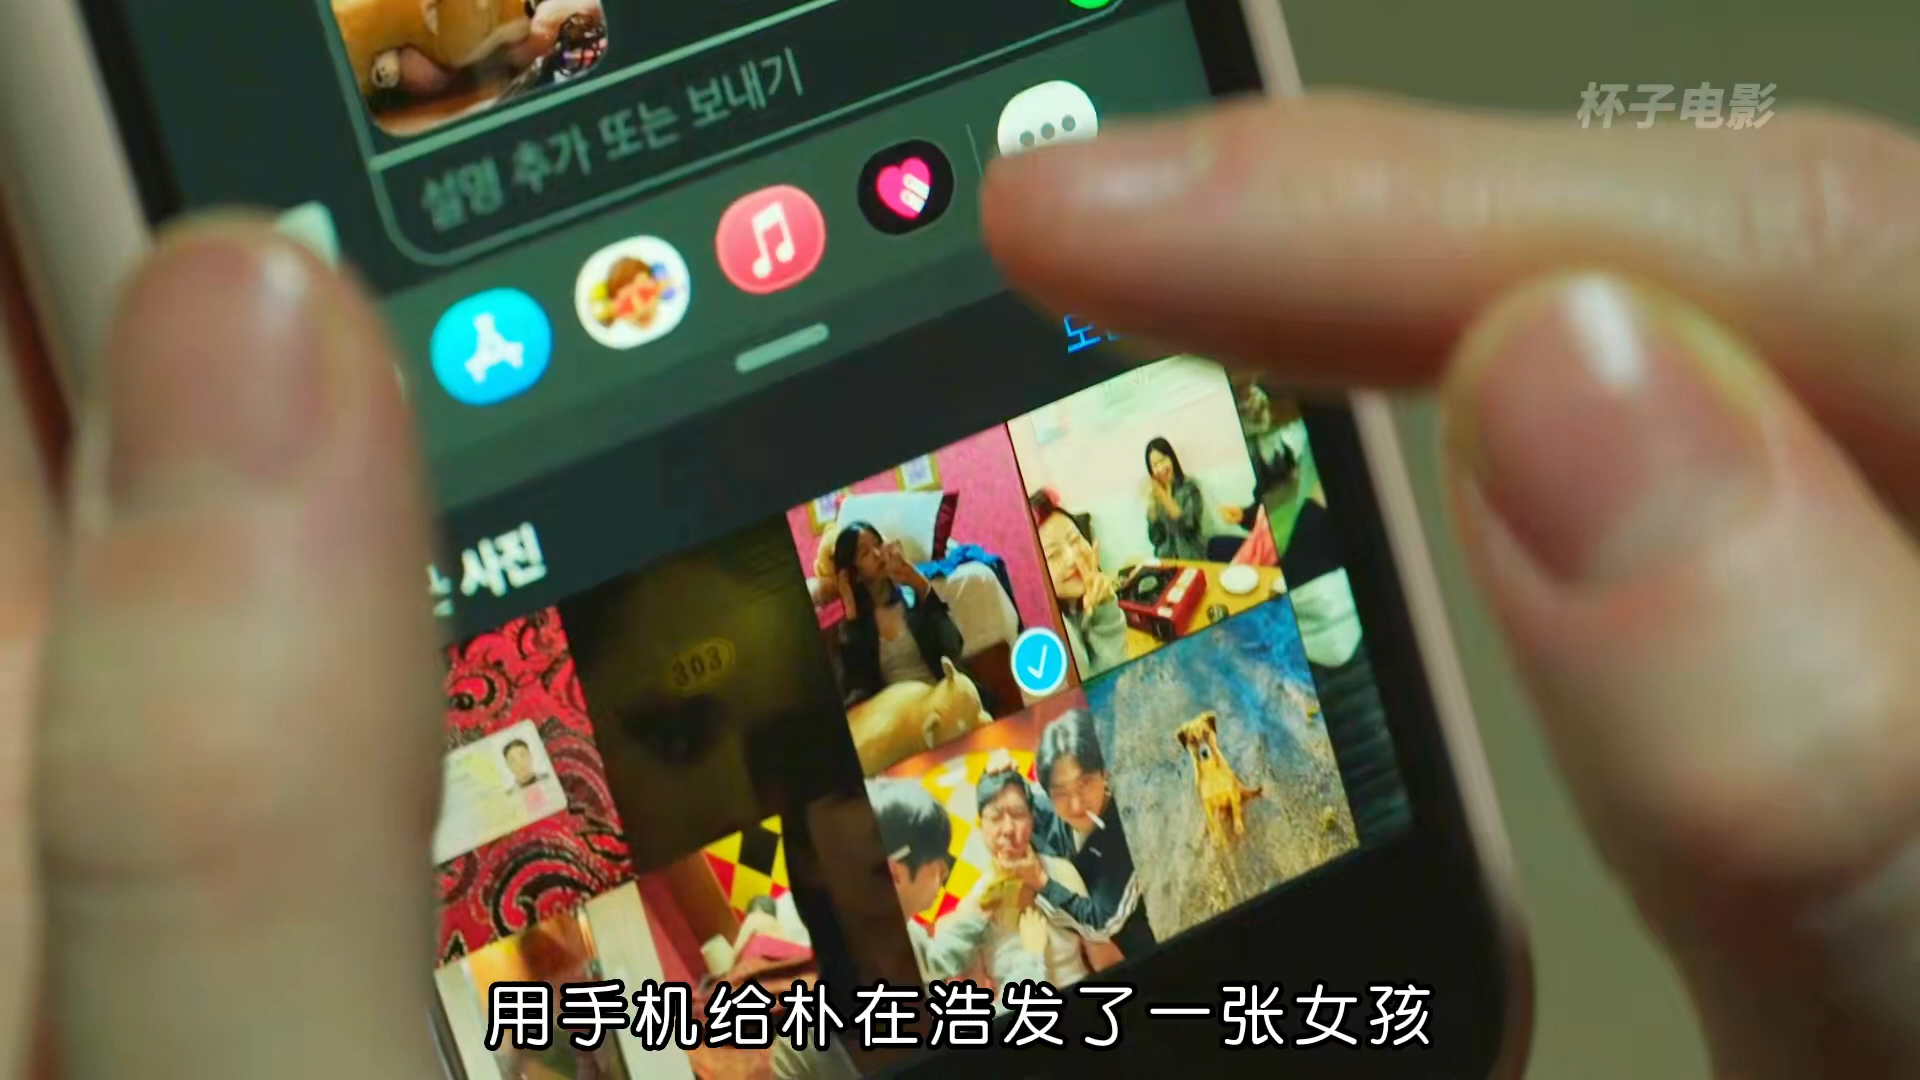 杯子电影
설명 추가 또는 보내기
사진
303
用手机给朴在浩发了一张女孩